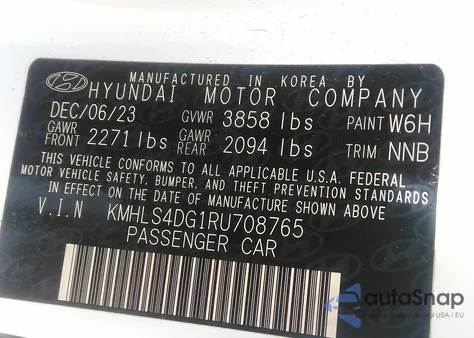 MANUFACTURED IN KOREA BY
HYUNDAI MOTOR COMPANY
DEC/06/23 GVWR 3858 lbs PAINT W6H
GAWR FRONT 2271 lbs GAWR REAR 2094 lbs TRIM NNB
THIS VEHICLE CONFORMS TO ALL APPLICABLE U.S.A FEDERAL
MOTOR VEHICLE SAFETY, BUMPER, AND THEFT PREVENTION STANDARDS
IN EFFECT ON THE DATE OF MANUFACTURE SHOWN ABOVE
V.I.N KMHLS4DG1RU708765
PASSENGER CAR
autoSnap
USA i EU